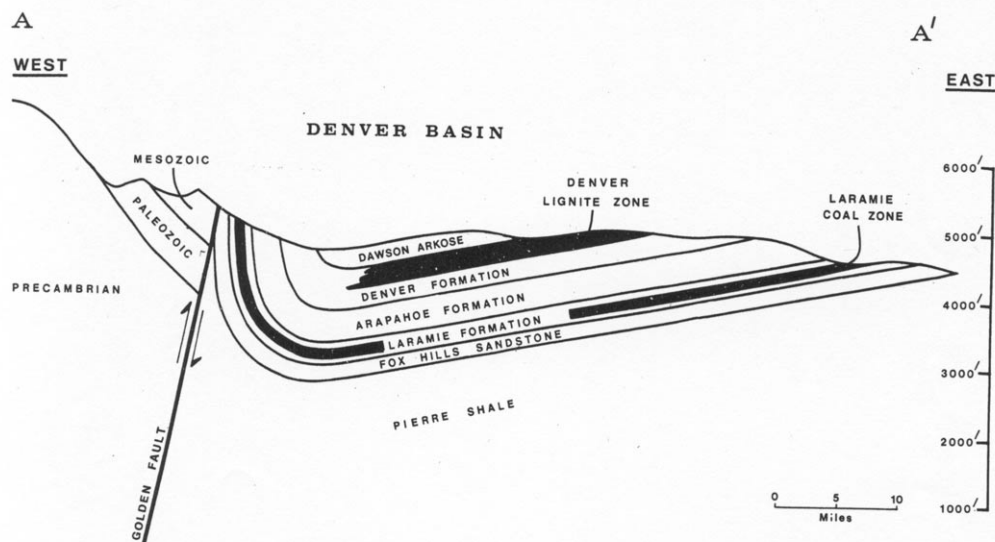 A
A′
WEST
EAST
DENVER BASIN
MESOZOIC
DENVER
LIGNITE ZONE
LARAMIE
COAL ZONE
6000′
PALEOZOIC
DAWSON ARKOSE
5000′
DENVER FORMATION
PRECAMBRIAN
ARAPAHOE FORMATION
4000′
LARAMIE FORMATION
FOX HILLS SANDSTONE
3000′
PIERRE SHALE
2000′
GOLDEN FAULT
0 5 10
Miles
1000′